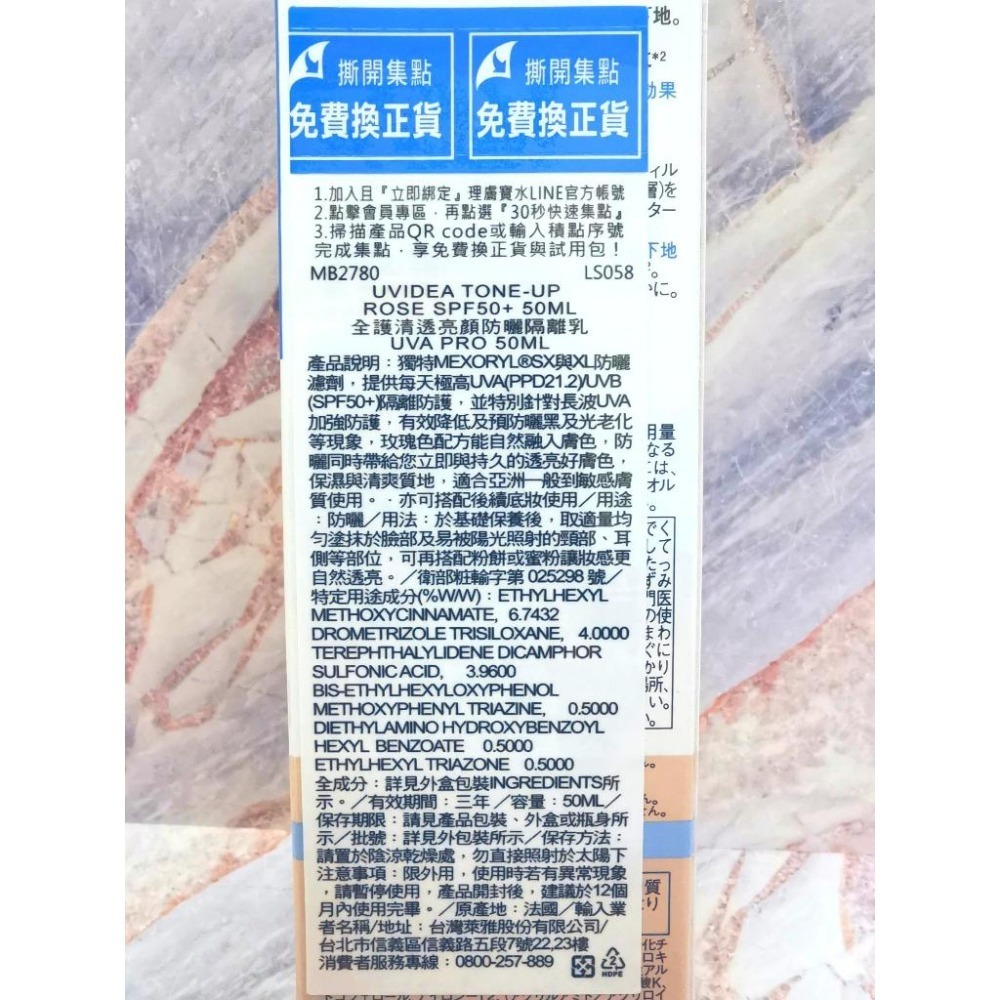 撕開集點
免費換正貨
撕開集點
免費換正貨
1.加入且『立即綁定』理膚寶水LINE官方帳號
2.點擊會員專區，再點選『30秒快速集點』
3.掃描產品QR code或輸入積點序號
完成集點，享免費換正貨與試用包！
MB2780 LS058
UVIDEA TONE-UP
ROSE SPF50+ 50ML
全護清透亮顏防曬隔離乳
UVA PRO 50ML
產品說明：獨特MEXORYL®SX與XL防曬
濾劑，提供每天極高UVA(PPD21.2)/UVB
(SPF50+)隔離防護，並特別針對長波UVA
加強防護，有效降低及預防曬黑及光老化
等現象，玫瑰色配方能自然融入膚色，防
曬同時帶給您立即與持久的透亮好膚色，
保濕與清爽質地，適合亞洲一般到敏感膚
質使用。．亦可搭配後續底妝使用／用途
：防曬／用法：於基礎保養後，取適量均
勻塗抹於臉部及易被陽光照射的頸部、耳
側等部位，可再搭配粉餅或蜜粉讓妝感更
自然透亮。／衛部粧輸字第 025298 號／
特定用途成分(%W/W)：ETHYLHEXYL
METHOXYCINNAMATE, 6.7432
DROMETRIZOLE TRISILOXANE, 4.0000
TEREPHTHALYLIDENE DICAMPHOR
SULFONIC ACID, 3.9600
BIS-ETHYLHEXYLOXYPHENOL
METHOXYPHENYL TRIAZINE, 0.5000
DIETHYLAMINO HYDROXYBENZOYL
HEXYL BENZOATE 0.5000
ETHYLHEXYL TRIAZONE 0.5000
全成分：詳見外盒包裝INGREDIENTS所
示。／有效期間：三年／容量：50ML／
保存期限：請見產品包裝、外盒或瓶身所
示／批號：詳見外包裝所示／保存方法：
請置於陰涼乾燥處，勿直接照射於太陽下
注意事項：限外用，使用時若有異常現象
，請暫停使用，產品開封後，建議於12個
月內使用完畢。／原產地：法國／輸入業
者名稱/地址：台灣萊雅股份有限公司/
台北市信義區信義路五段7號22,23樓
消費者服務專線：0800-257-889
HDPE
地。
*2
効果
ィル
層)を
ター
下地
に。
用量
なる
は、
オル